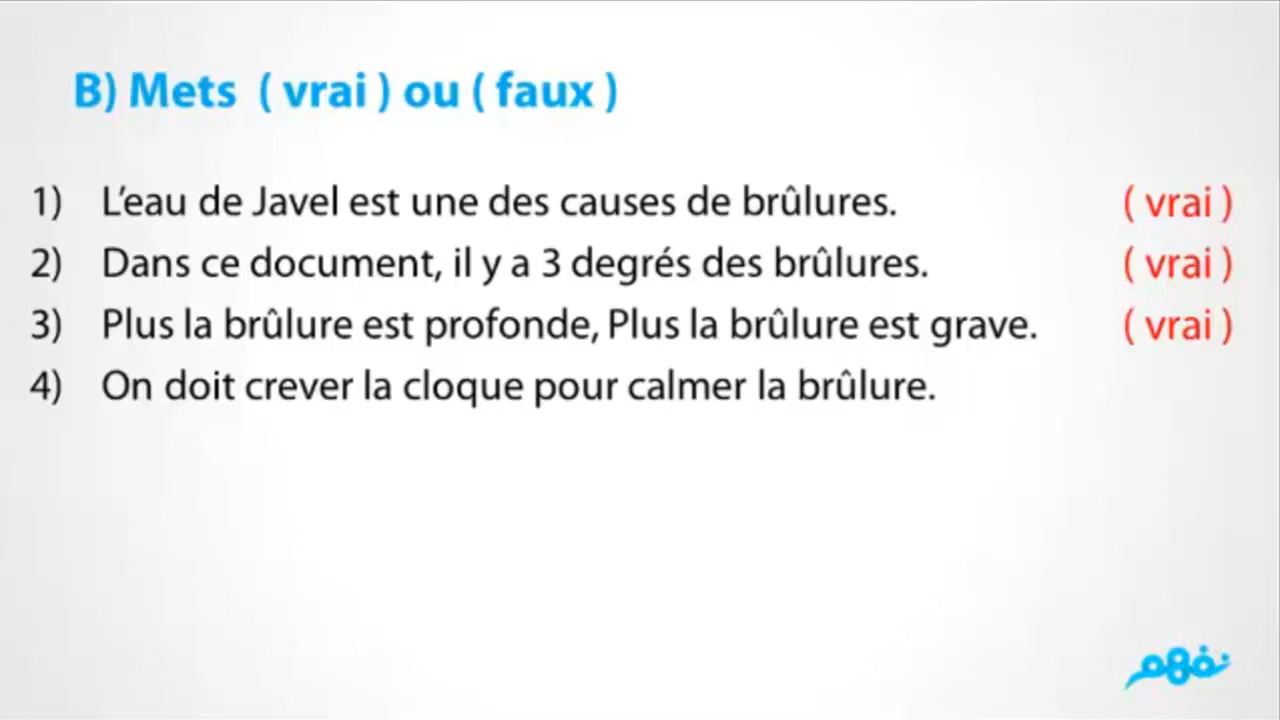 B) Mets ( vrai ) ou ( faux )
1) L’eau de Javel est une des causes de brûlures. ( vrai )
2) Dans ce document, il y a 3 degrés des brûlures. ( vrai )
3) Plus la brûlure est profonde, Plus la brûlure est grave. ( vrai )
4) On doit crever la cloque pour calmer la brûlure.
نفهم